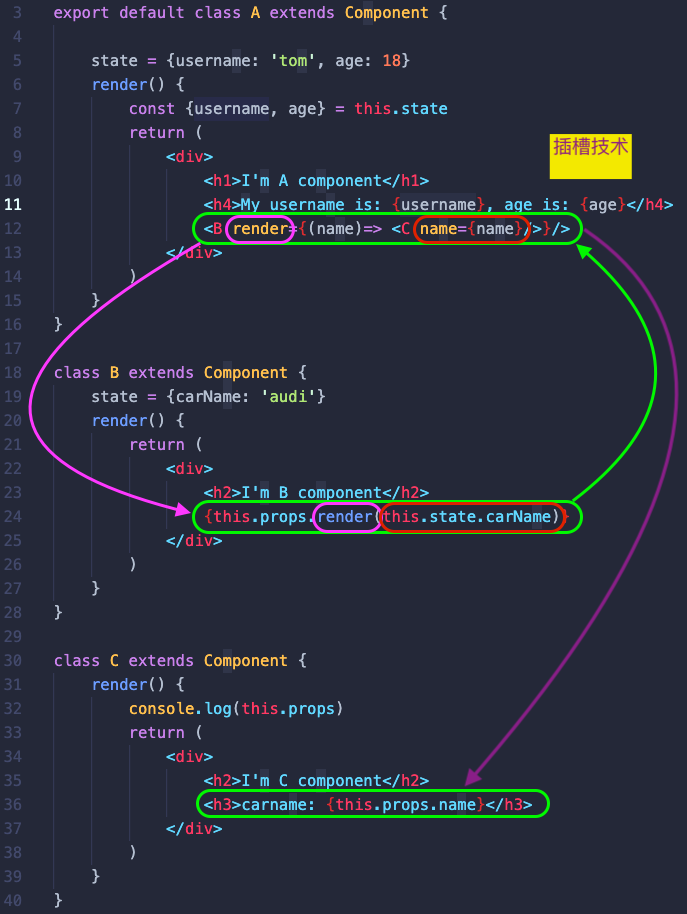 3 export default class A extends Component {
4
5 state = {username: 'tom', age: 18}
6 render() {
7 const {username, age} = this.state
8 return (
9 <div>
插槽技术
10 <h1>I'm A component</h1>
11 <h4>My username is: {username}, age is: {age}</h4>
12 <B render={(name)=> <C name={name}/>}/>
13 </div>
14 )
15 }
16 }
17
18 class B extends Component {
19 state = {carName: 'audi'}
20 render() {
21 return (
22 <div>
23 <h2>I'm B component</h2>
24 {this.props.render(this.state.carName)}
25 </div>
26 )
27 }
28 }
29
30 class C extends Component {
31 render() {
32 console.log(this.props)
33 return (
34 <div>
35 <h2>I'm C component</h2>
36 <h3>carname: {this.props.name}</h3>
37 </div>
38 )
39 }
40 }